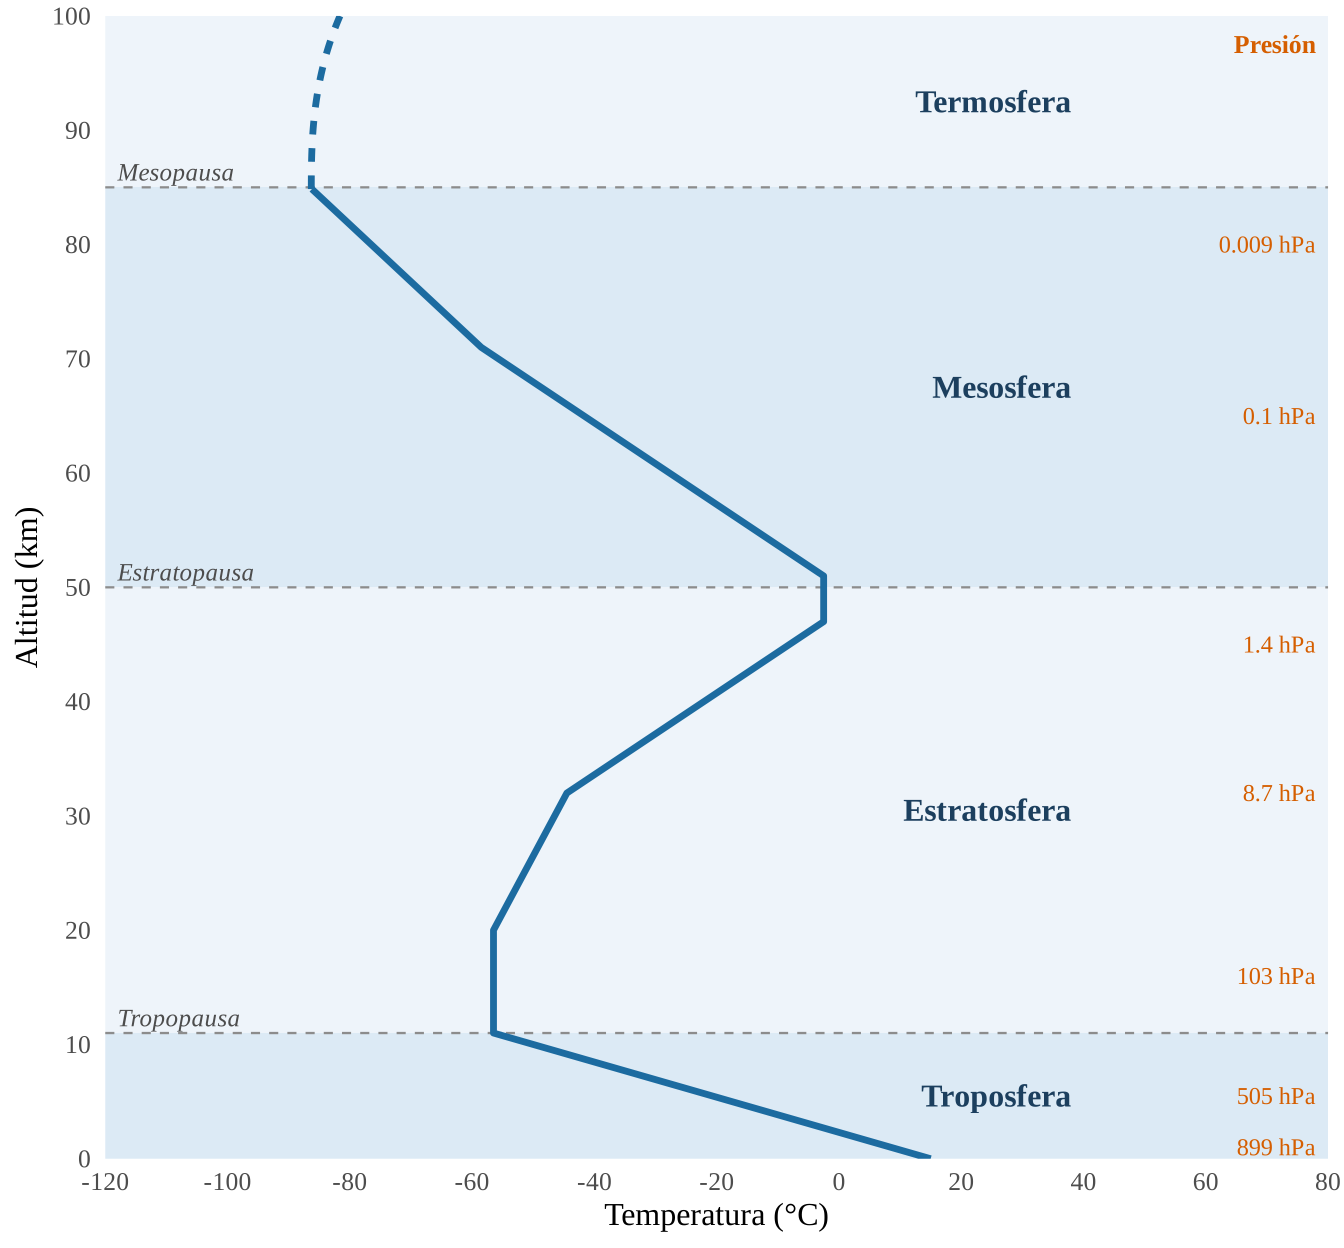 100
Presión
Termosfera
90
Mesopausa
80
0.009 hPa
70
Mesosfera
0.1 hPa
60
Estratopausa
50
1.4 hPa
40
8.7 hPa
30
Estratosfera
20
103 hPa
Tropopausa
10
Troposfera
505 hPa
899 hPa
0
-120 -100 -80 -60 -40 -20 0 20 40 60 80
Temperatura (°C)
Altitud (km)